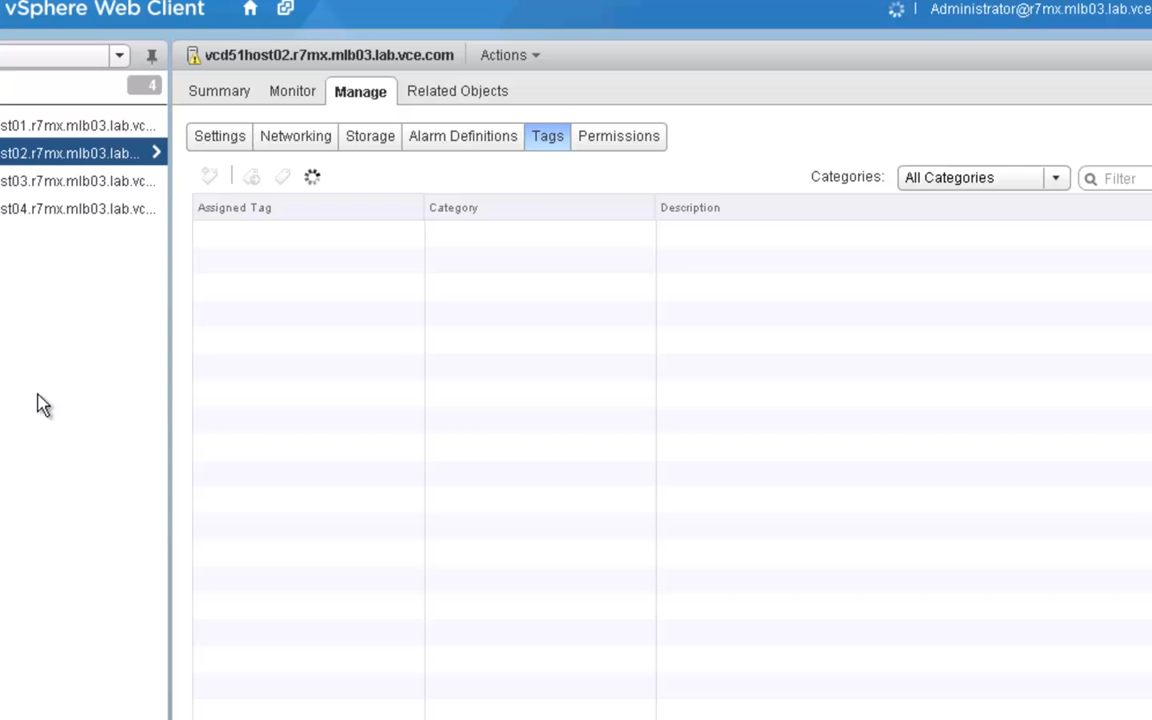 vSphere Web Client
Administrator@r7mx.mlb03.lab.vce
vcd51host02.r7mx.mlb03.lab.vce.com
Actions
4
Summary
Monitor
Manage
Related Objects
st01.r7mx.mlb03.lab.vc...
st02.r7mx.mlb03.lab...
st03.r7mx.mlb03.lab.vc...
st04.r7mx.mlb03.lab.vc...
Settings
Networking
Storage
Alarm Definitions
Tags
Permissions
Categories:
All Categories
Filter
Assigned Tag
Category
Description